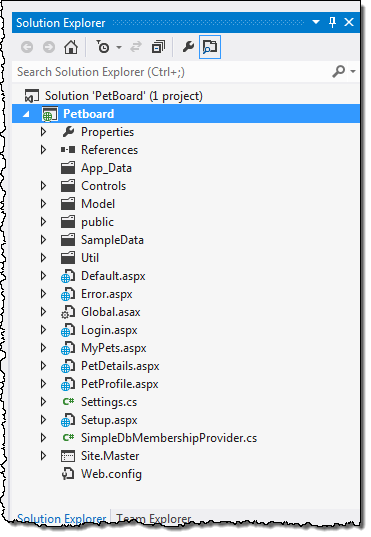 Solution Explorer
Search Solution Explorer (Ctrl+;)
Solution 'PetBoard' (1 project)
Petboard
Properties
References
App_Data
Controls
Model
public
SampleData
Util
Default.aspx
Error.aspx
Global.asax
Login.aspx
MyPets.aspx
PetDetails.aspx
PetProfile.aspx
C# Settings.cs
Setup.aspx
C# SimpleDbMembershipProvider.cs
Site.Master
Web.config
Solution Explorer Team Explorer